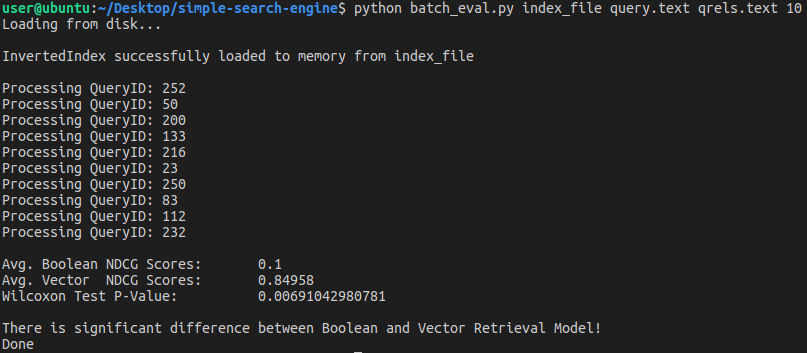 user@ubuntu:~/Desktop/simple-search-engine$ python batch_eval.py index_file query.text qrels.text 10
Loading from disk...
InvertedIndex successfully loaded to memory from index_file
Processing QueryID: 252
Processing QueryID: 50
Processing QueryID: 200
Processing QueryID: 133
Processing QueryID: 216
Processing QueryID: 23
Processing QueryID: 250
Processing QueryID: 83
Processing QueryID: 112
Processing QueryID: 232
Avg. Boolean NDCG Scores: 0.1
Avg. Vector  NDCG Scores: 0.84958
Wilcoxon Test P-Value: 0.00691042980781
There is significant difference between Boolean and Vector Retrieval Model!
Done